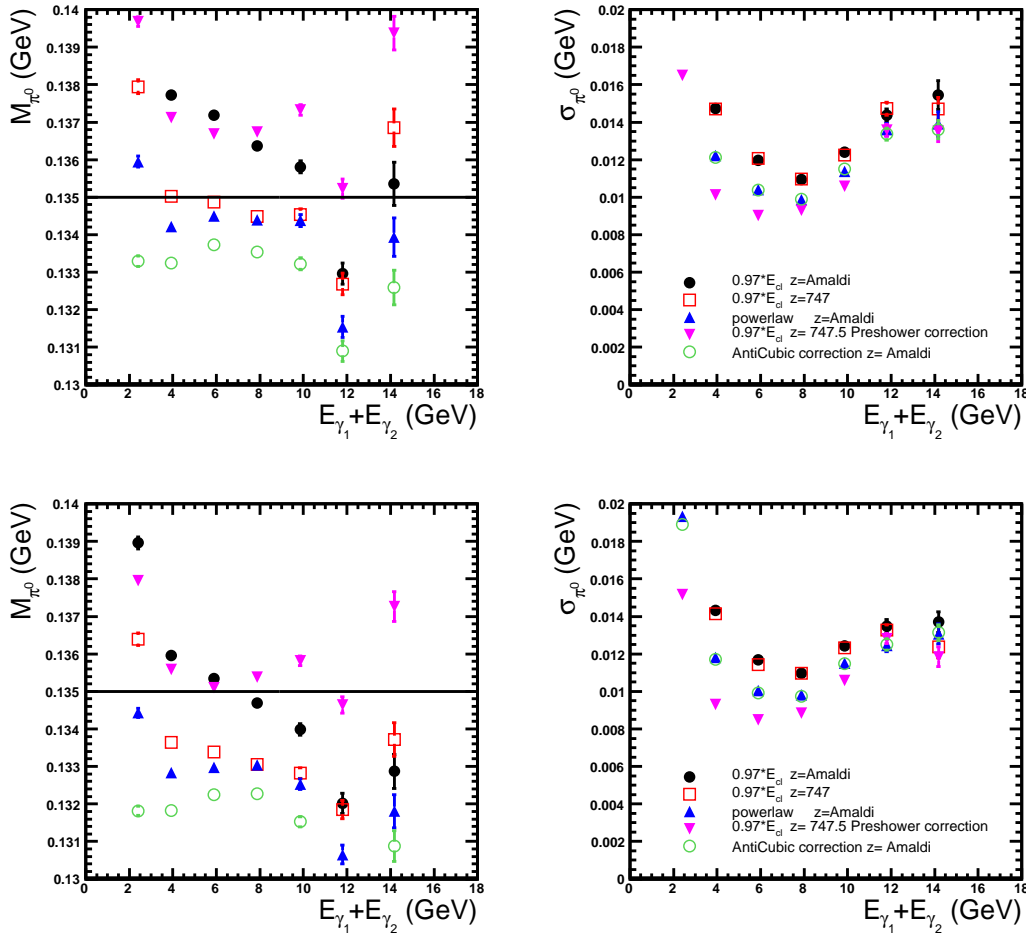 M_π⁰ (GeV)
0.14
0.139
0.138
0.137
0.136
0.135
0.134
0.133
0.132
0.131
0.13
0 2 4 6 8 10 12 14 16 18
E_γ₁+E_γ₂ (GeV)
σ_π⁰ (GeV)
0.02
0.018
0.016
0.014
0.012
0.01
0.008
0.006
0.004
0.002
0
0.97*E_cl z=Amaldi
0.97*E_cl z=747
powerlaw z=Amaldi
0.97*E_cl z= 747.5 Preshower correction
AntiCubic correction z= Amaldi
0 2 4 6 8 10 12 14 16 18
E_γ₁+E_γ₂ (GeV)
M_π⁰ (GeV)
0.14
0.139
0.138
0.137
0.136
0.135
0.134
0.133
0.132
0.131
0.13
0 2 4 6 8 10 12 14 16 18
E_γ₁+E_γ₂ (GeV)
σ_π⁰ (GeV)
0.02
0.018
0.016
0.014
0.012
0.01
0.008
0.006
0.004
0.002
0
0.97*E_cl z=Amaldi
0.97*E_cl z=747
powerlaw z=Amaldi
0.97*E_cl z= 747.5 Preshower correction
AntiCubic correction z= Amaldi
0 2 4 6 8 10 12 14 16 18
E_γ₁+E_γ₂ (GeV)